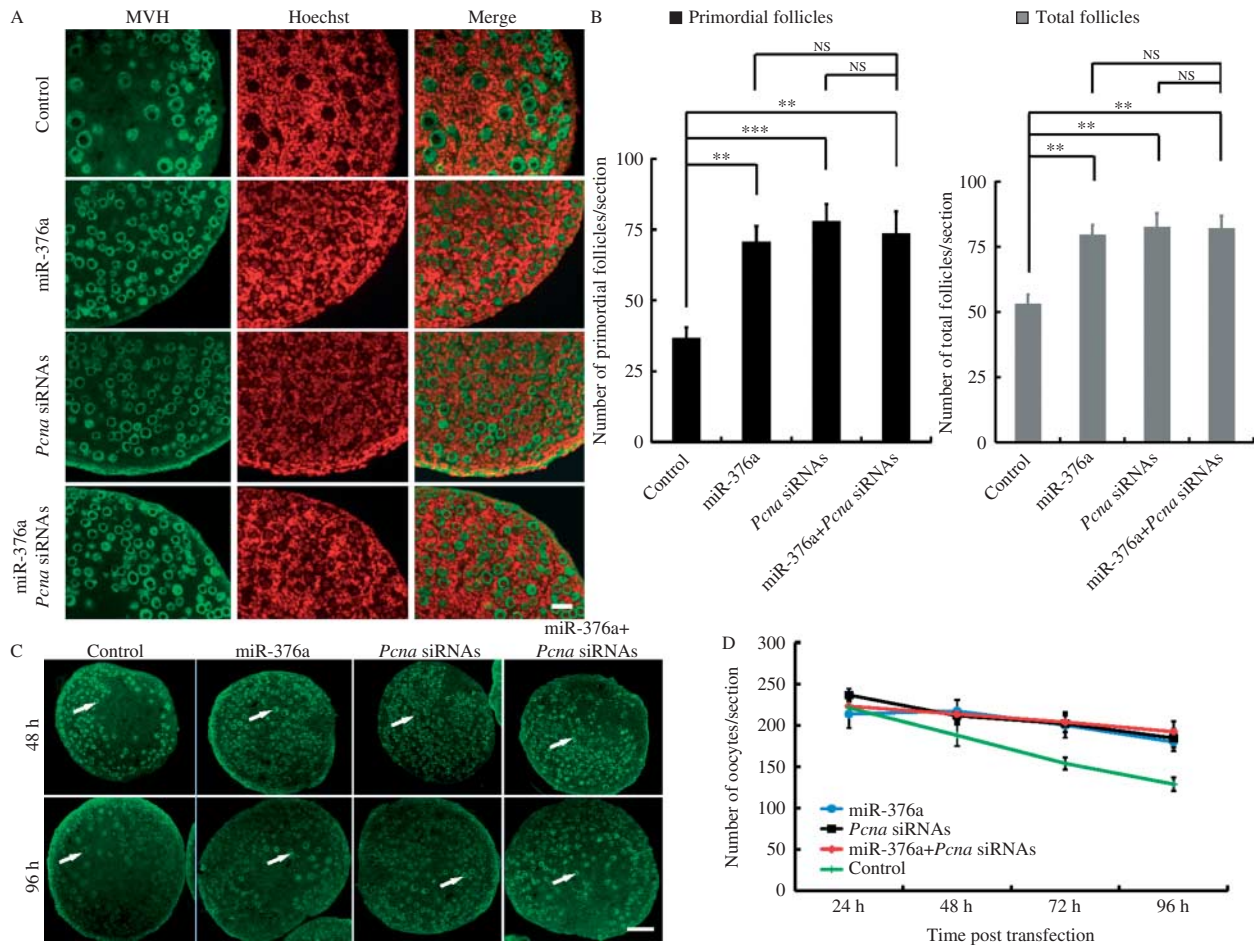 A
MVH
Hoechst
Merge
Control
miR-376a
Pcna siRNAs
miR-376a
Pcna siRNAs
B
Primordial follicles
NS
NS
**
***
**
Number of primordial follicles/section
100
75
50
25
0
Control
miR-376a
Pcna siRNAs
miR-376a+Pcna siRNAs
Total follicles
NS
NS
**
**
**
Number of total follicles/section
100
75
50
25
0
Control
miR-376a
Pcna siRNAs
miR-376a+Pcna siRNAs
C
Control
miR-376a
Pcna siRNAs
miR-376a+
Pcna siRNAs
48 h
96 h
D
Number of oocytes/section
300
250
200
150
100
50
0
miR-376a
Pcna siRNAs
miR-376a+Pcna siRNAs
Control
24 h
48 h
72 h
96 h
Time post transfection